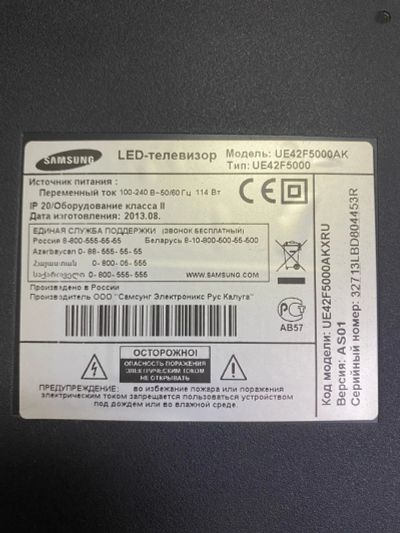 SAMSUNG
LED-телевизор
Модель: UE42F5000AK
Тип: UE42F5000
Источник питания :
Переменный ток 100-240 В~50/60 Гц 114 Вт
IP 20/Оборудование класса II
Дата изготовления: 2013.08.
ЕДИНАЯ СЛУЖБА ПОДДЕРЖКИ (ЗВОНОК БЕСПЛАТНЫЙ)
Россия 8-800-555-55-55 Беларусь 8-10-800-500-55-500
Azərbaycan 0- 88- 555- 55- 55
Հայաստան 0- 800- 05- 555
საქართველო 0- 800- 555- 555
WWW.SAMSUNG.COM
Произведено в России
Производитель ООО "Самсунг Электроникс Рус Калуга"
АВ57
САМСУНГ
ОПАСНОСТЬ ПОРАЖЕНИЯ
ЭЛЕКТРИЧЕСКИМ ТОКОМ
НЕ ОТКРЫВАТЬ
ПРЕДУПРЕЖДЕНИЕ: во избежание пожара или поражения
электрическим током запрещается пользоваться устройством
под дождем или во влажной среде.
Код модели: UE42F5000AKXRU
Версия: AS01
Серийный номер: 32713LBD804453R